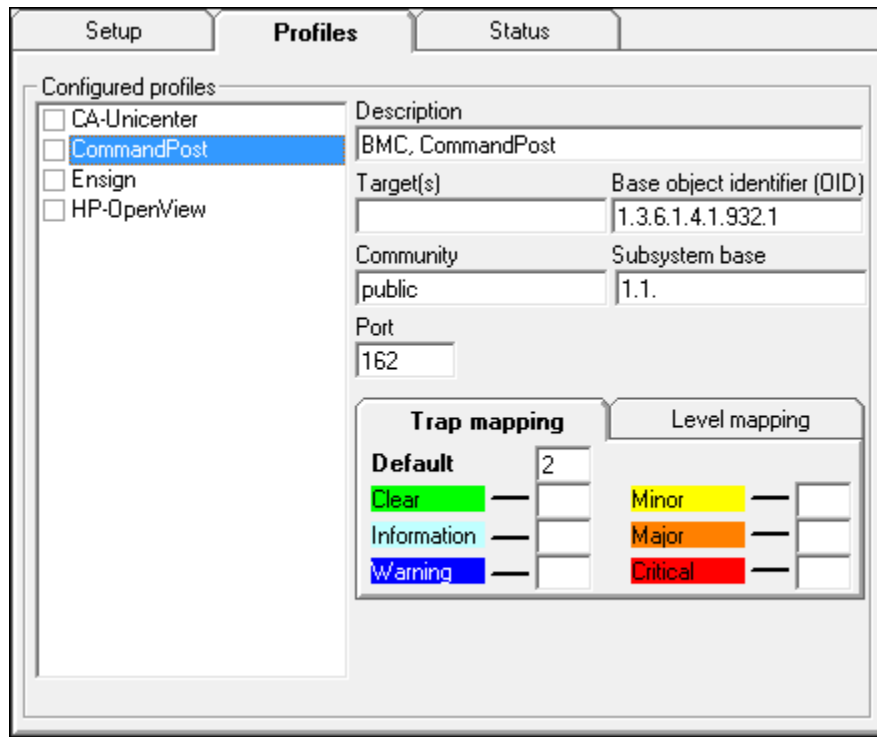 Setup Profiles Status
Configured profiles
CA-Unicenter
CommandPost
Ensign
HP-OpenView
Description
BMC, CommandPost
Target(s) Base object identifier (OID)
1.3.6.1.4.1.932.1
Community Subsystem base
public 1.1.
Port
162
Trap mapping Level mapping
Default 2
Clear Minor
Information Major
Warning Critical